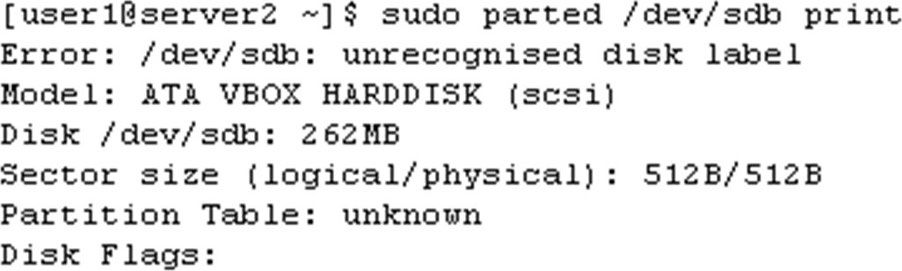 [user1@server2 ~]$ sudo parted /dev/sdb print
Error: /dev/sdb: unrecognised disk label
Model: ATA VBOX HARDDISK (scsi)
Disk /dev/sdb: 262MB
Sector size (logical/physical): 512B/512B
Partition Table: unknown
Disk Flags: